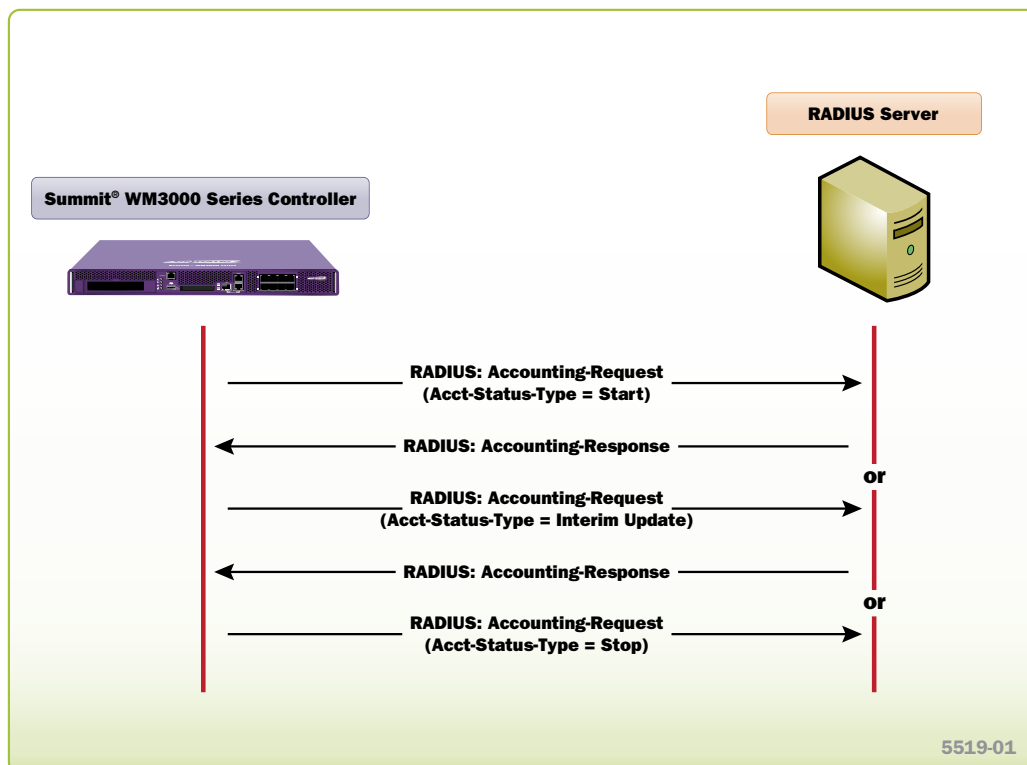 RADIUS Server
Summit® WM3000 Series Controller
RADIUS: Accounting-Request
(Acct-Status-Type = Start)
RADIUS: Accounting-Response
or
RADIUS: Accounting-Request
(Acct-Status-Type = Interim Update)
RADIUS: Accounting-Response
or
RADIUS: Accounting-Request
(Acct-Status-Type = Stop)
5519-01